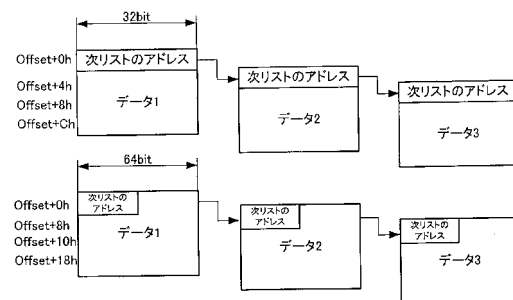 32bit
Offset+0h
次リストのアドレス
Offset+4h
Offset+8h
Offset+Ch
データ1
次リストのアドレス
データ2
次リストのアドレス
データ3
64bit
Offset+0h
次リストの
アドレス
Offset+8h
Offset+10h
Offset+18h
データ1
次リストの
アドレス
データ2
次リストの
アドレス
データ3